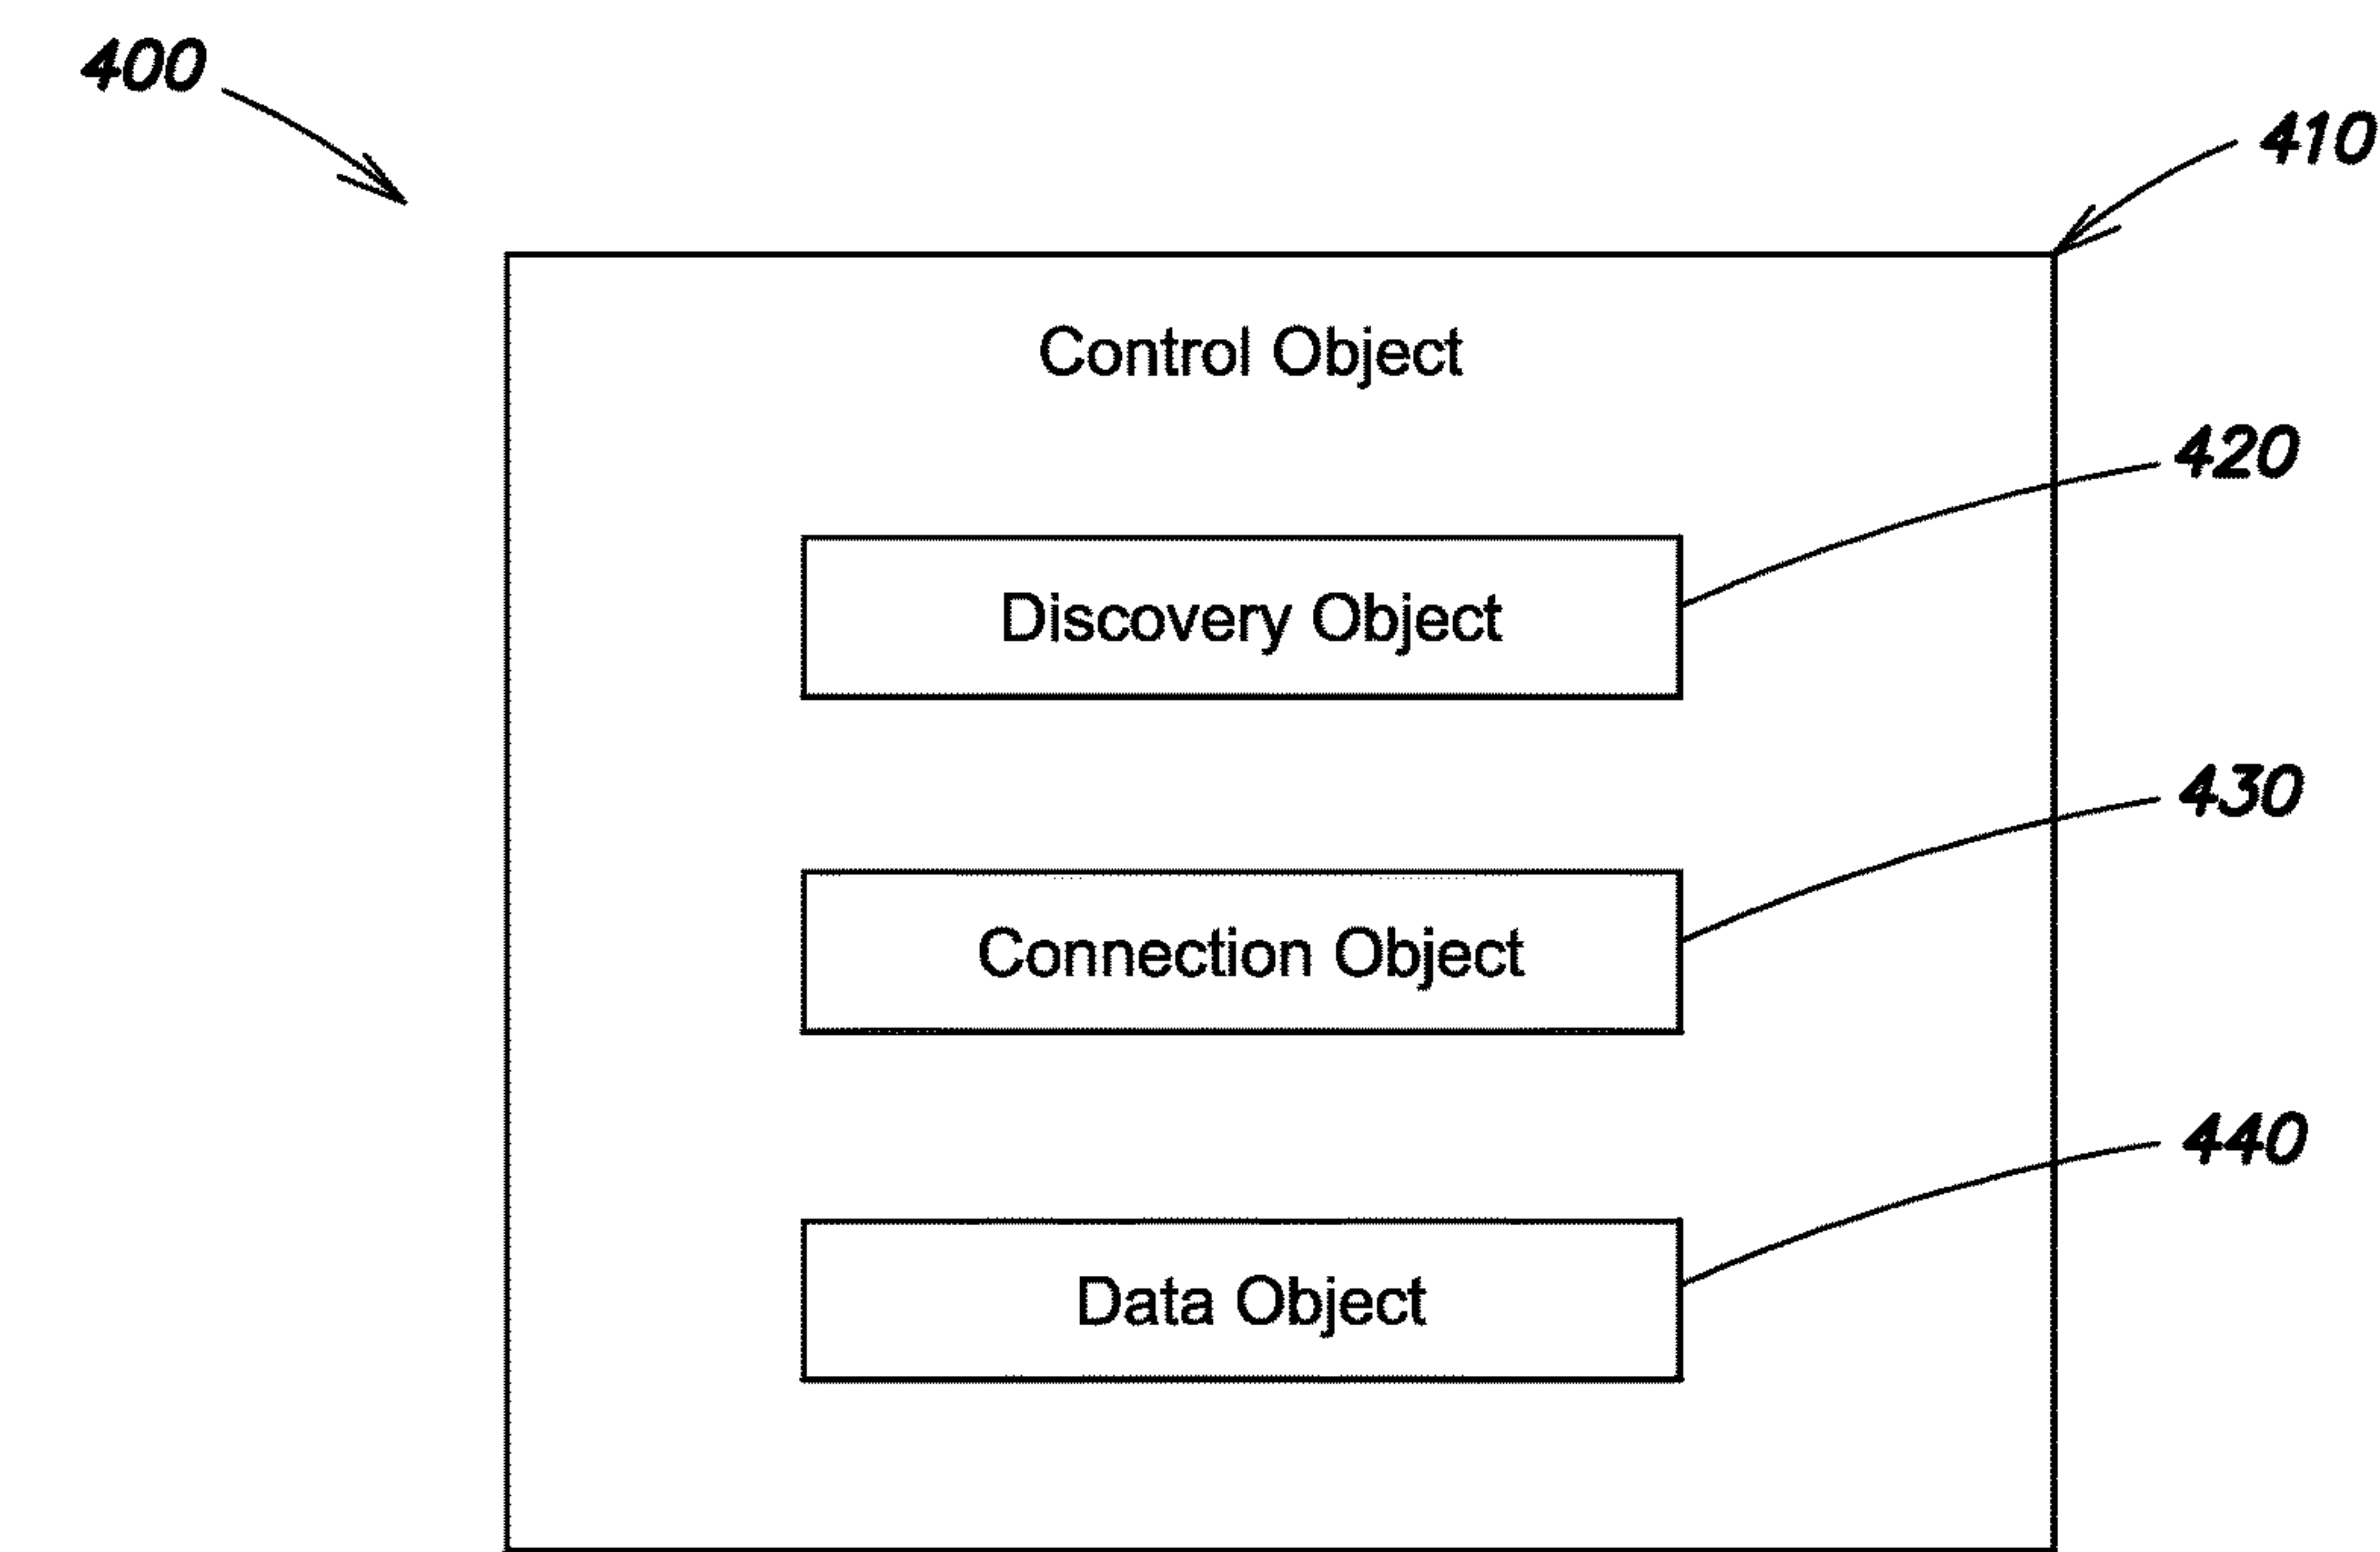 400
410
Control Object
420
Discovery Object
430
Connection Object
440
Data Object